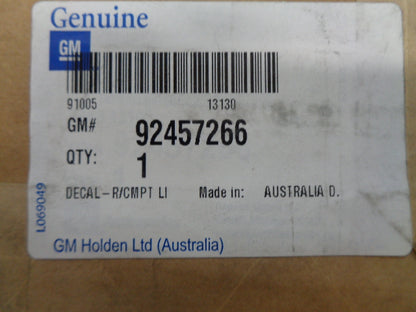 Genuine
GM
91005 13130
GM# 92457266
QTY: 1
DECAL-R/CMPT LI Made in: AUSTRALIA D.
L069049
GM Holden Ltd (Australia)